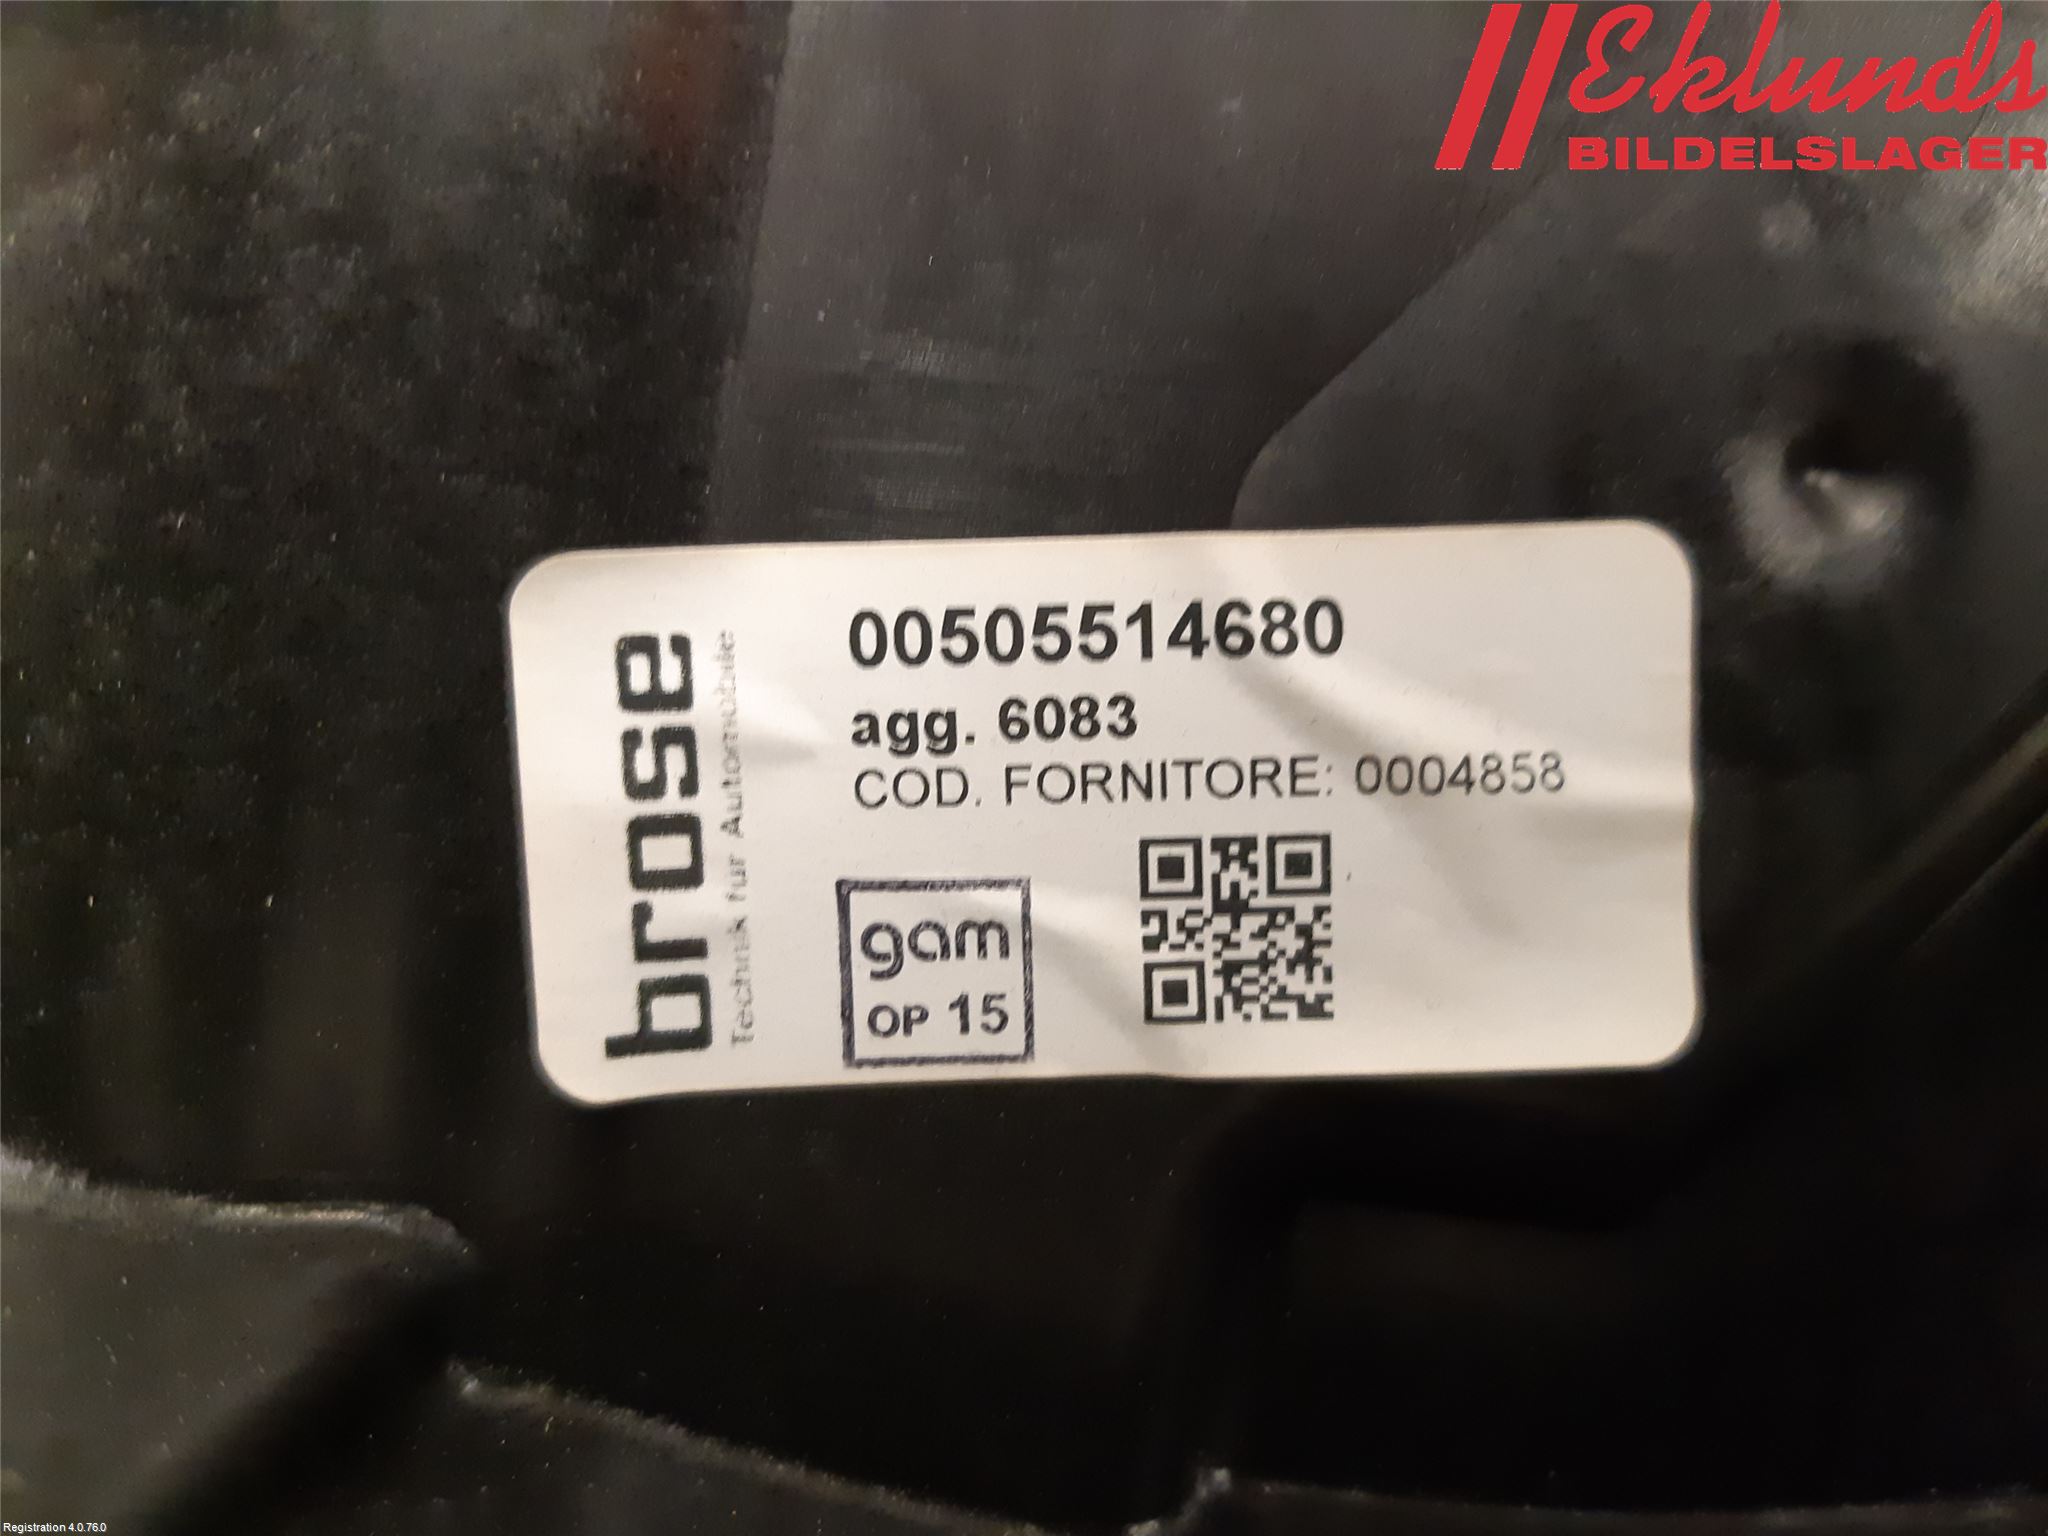 Eklunds
BILDELSLAGER
00505514680
agg. 6083
COD. FORNITORE: 0004858
brose
Technik für Automobile
gam
OP 15
Registration 4.0.76.0